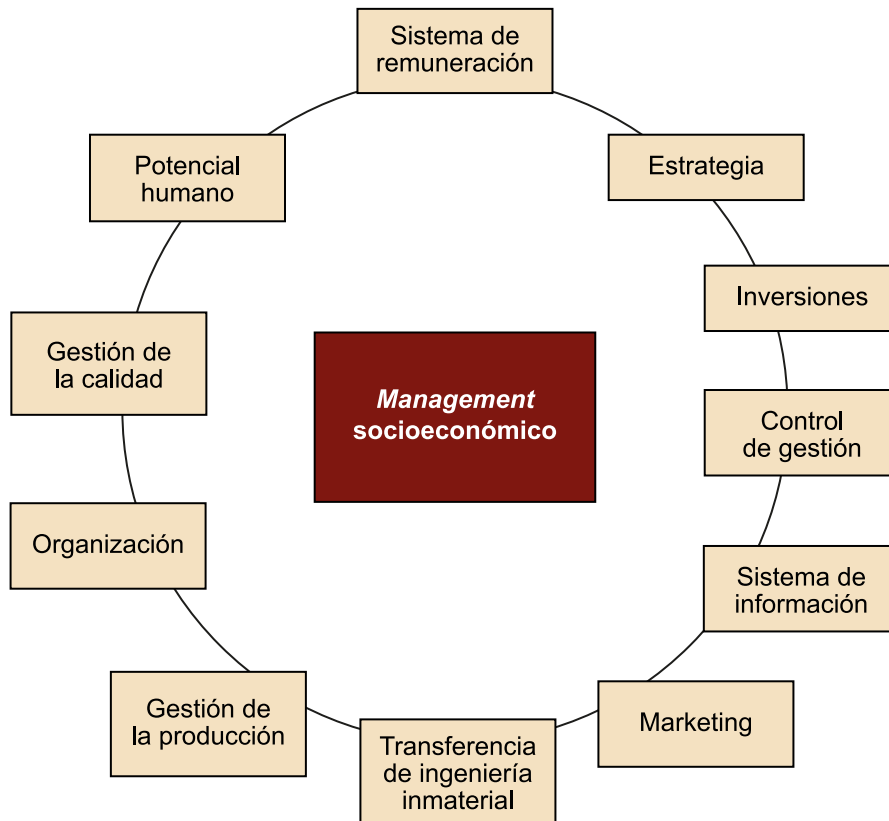 Sistema de
remuneración
Estrategia
Inversiones
Control
de gestión
Sistema de
información
Marketing
Transferencia
de ingeniería
inmaterial
Gestión de
la producción
Organización
Gestión de
la calidad
Potencial
humano
Management
socioeconómico